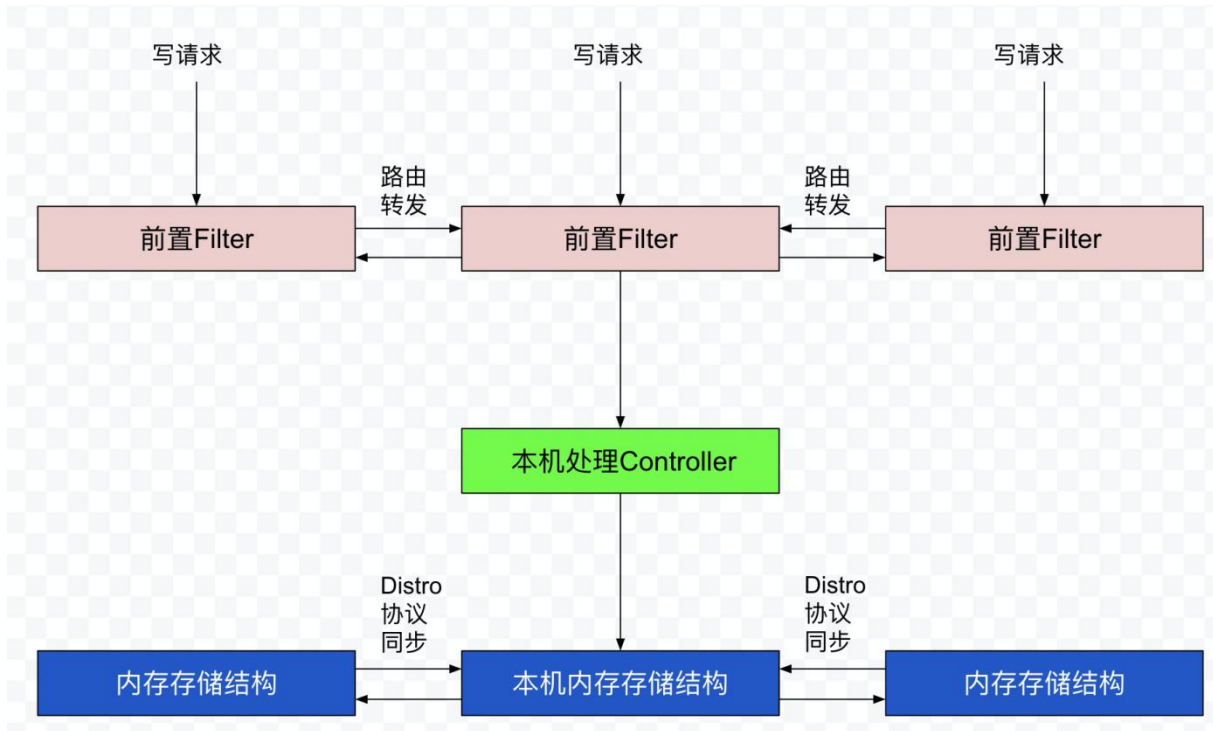 写请求
写请求
写请求
路由
转发
路由
转发
前置Filter
前置Filter
前置Filter
本机处理Controller
Distro
协议
同步
Distro
协议
同步
内存存储结构
本机内存存储结构
内存存储结构